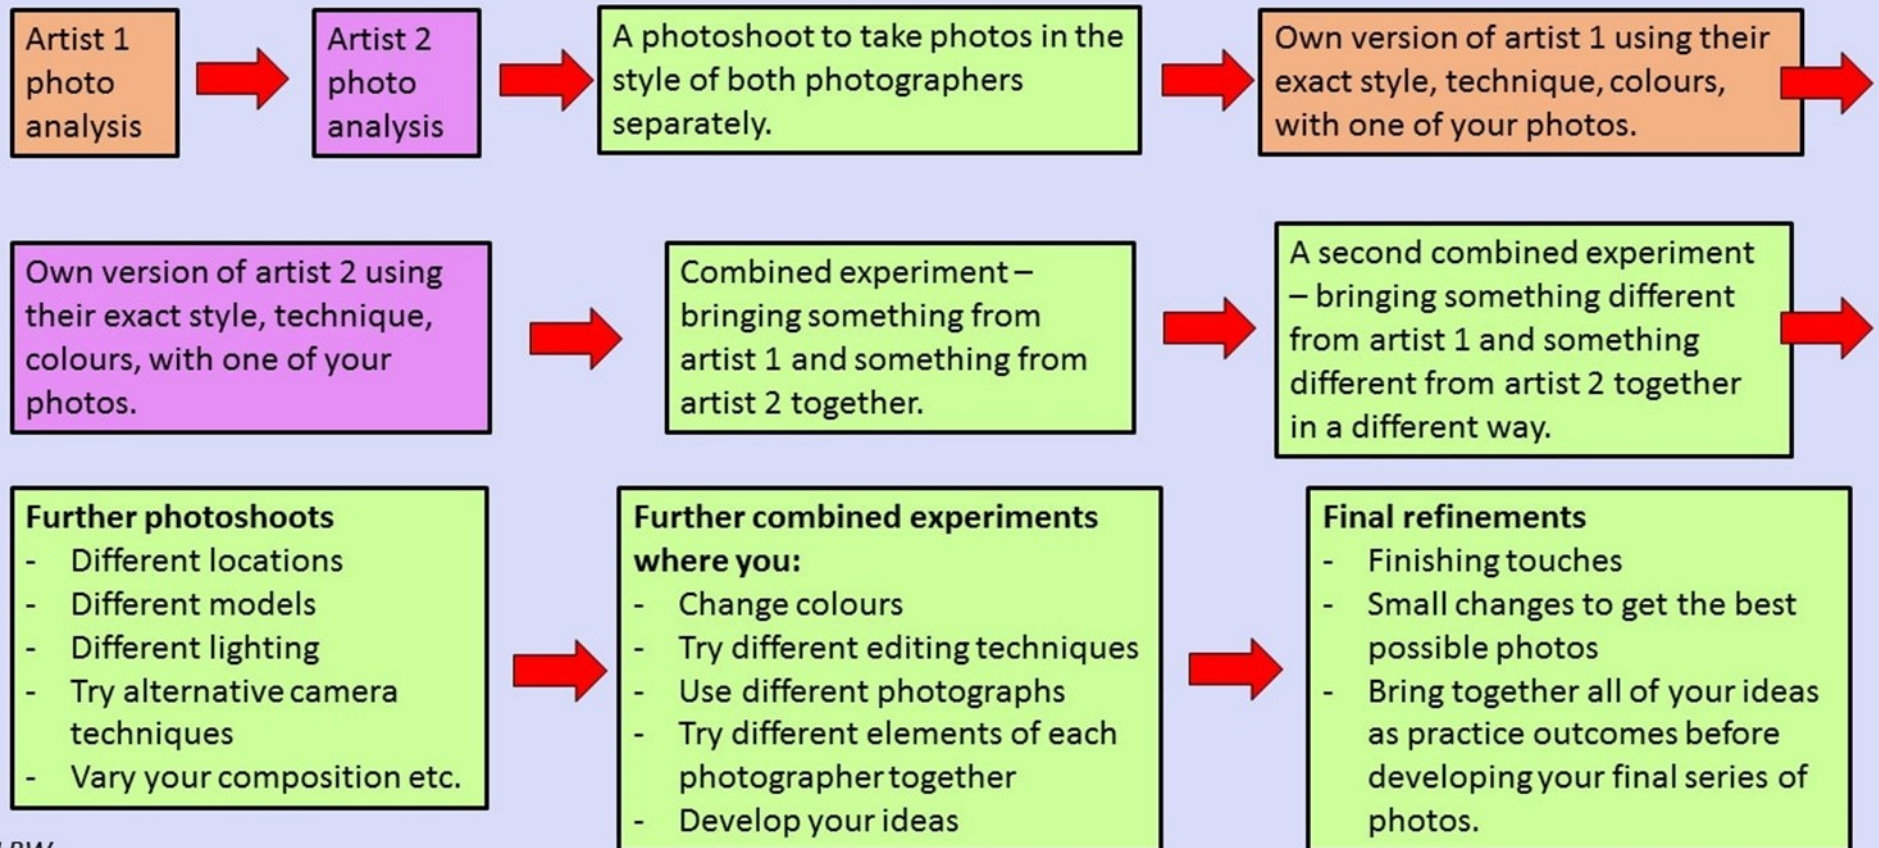 Artist 1
photo
analysis
Artist 2
photo
analysis
A photoshoot to take photos in the
style of both photographers
separately.
Own version of artist 1 using their
exact style, technique, colours,
with one of your photos.
Own version of artist 2 using
their exact style, technique,
colours, with one of your
photos.
Combined experiment –
bringing something from
artist 1 and something from
artist 2 together.
A second combined experiment
– bringing something different
from artist 1 and something
different from artist 2 together
in a different way.
Further photoshoots
- Different locations
- Different models
- Different lighting
- Try alternative camera
techniques
- Vary your composition etc.
Further combined experiments
where you:
- Change colours
- Try different editing techniques
- Use different photographs
- Try different elements of each
photographer together
- Develop your ideas
Final refinements
- Finishing touches
- Small changes to get the best
possible photos
- Bring together all of your ideas
as practice outcomes before
developing your final series of
photos.